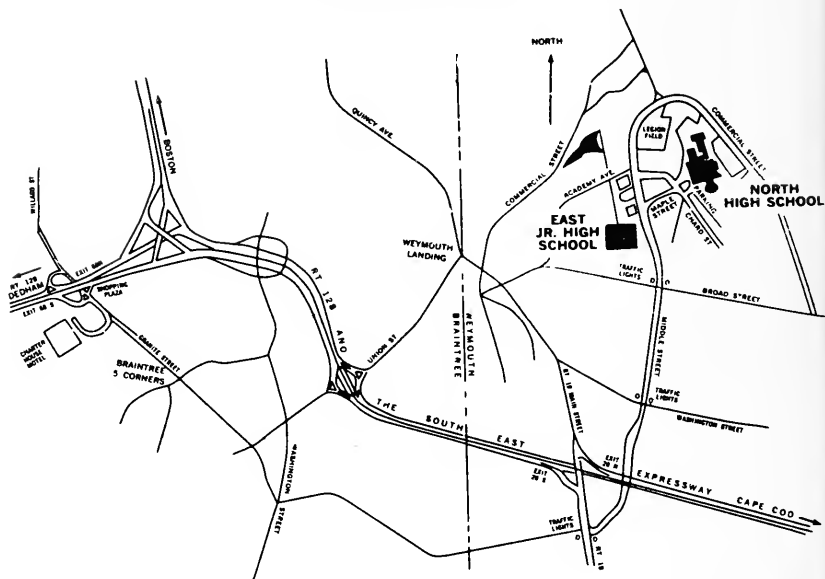 NORTH
BOSTON
QUINCY AVE.
COMMERCIAL STREET
LEGION
FIELD
COMMERCIAL STREET
ACADEMY AVE.
NORTH
HIGH SCHOOL
PARKING
MAPLE
STREET
CHARD ST
EAST
JR. HIGH
SCHOOL
WILLARD ST
WEYMOUTH
LANDING
RT 128
DEDHAM
EXIT 68N
SHOPPING
PLAZA
EXIT 68 S
TRAFFIC
LIGHTS
BROAD STREET
RT 128 AND
UNION ST
WEYMOUTH
BRAINTREE
MIDDLE STREET
CHARTER
HOUSE
MOTEL
GRANITE STREET
BRAINTREE
5 CORNERS
RT 18 MAIN STREET
TRAFFIC
LIGHTS
WASHINGTON STREET
THE SOUTH EAST
EXPRESSWAY CAPE COD
WASHINGTON
STREET
EXIT
28 S
EXIT
28 N
TRAFFIC
LIGHTS
RT 18